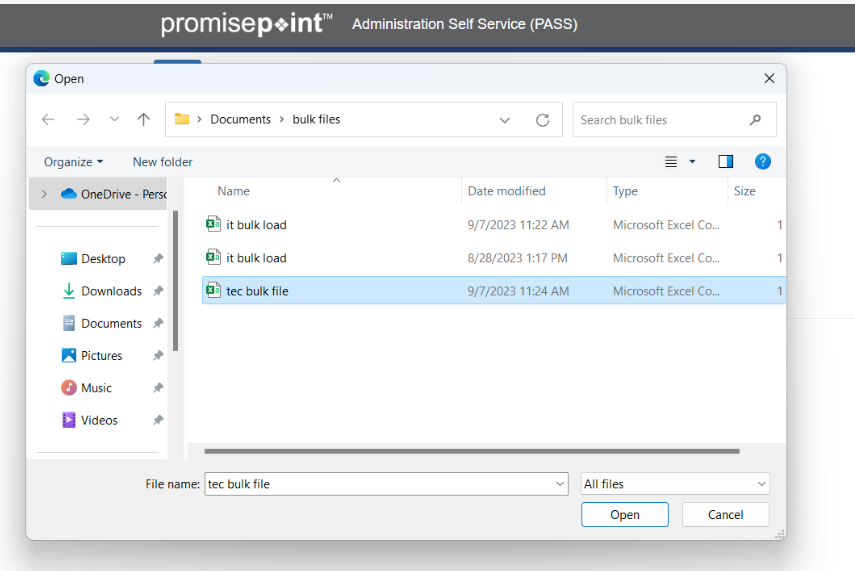 promisepoint™ Administration Self Service (PASS)
Open
Documents > bulk files
Search bulk files
Organize New folder
Name Date modified Type Size
OneDrive - Perso
it bulk load 9/7/2023 11:22 AM Microsoft Excel Co... 1
it bulk load 8/28/2023 1:17 PM Microsoft Excel Co... 1
tec bulk file 9/7/2023 11:24 AM Microsoft Excel Co... 1
Desktop
Downloads
Documents
Pictures
Music
Videos
File name: tec bulk file All files
Open Cancel